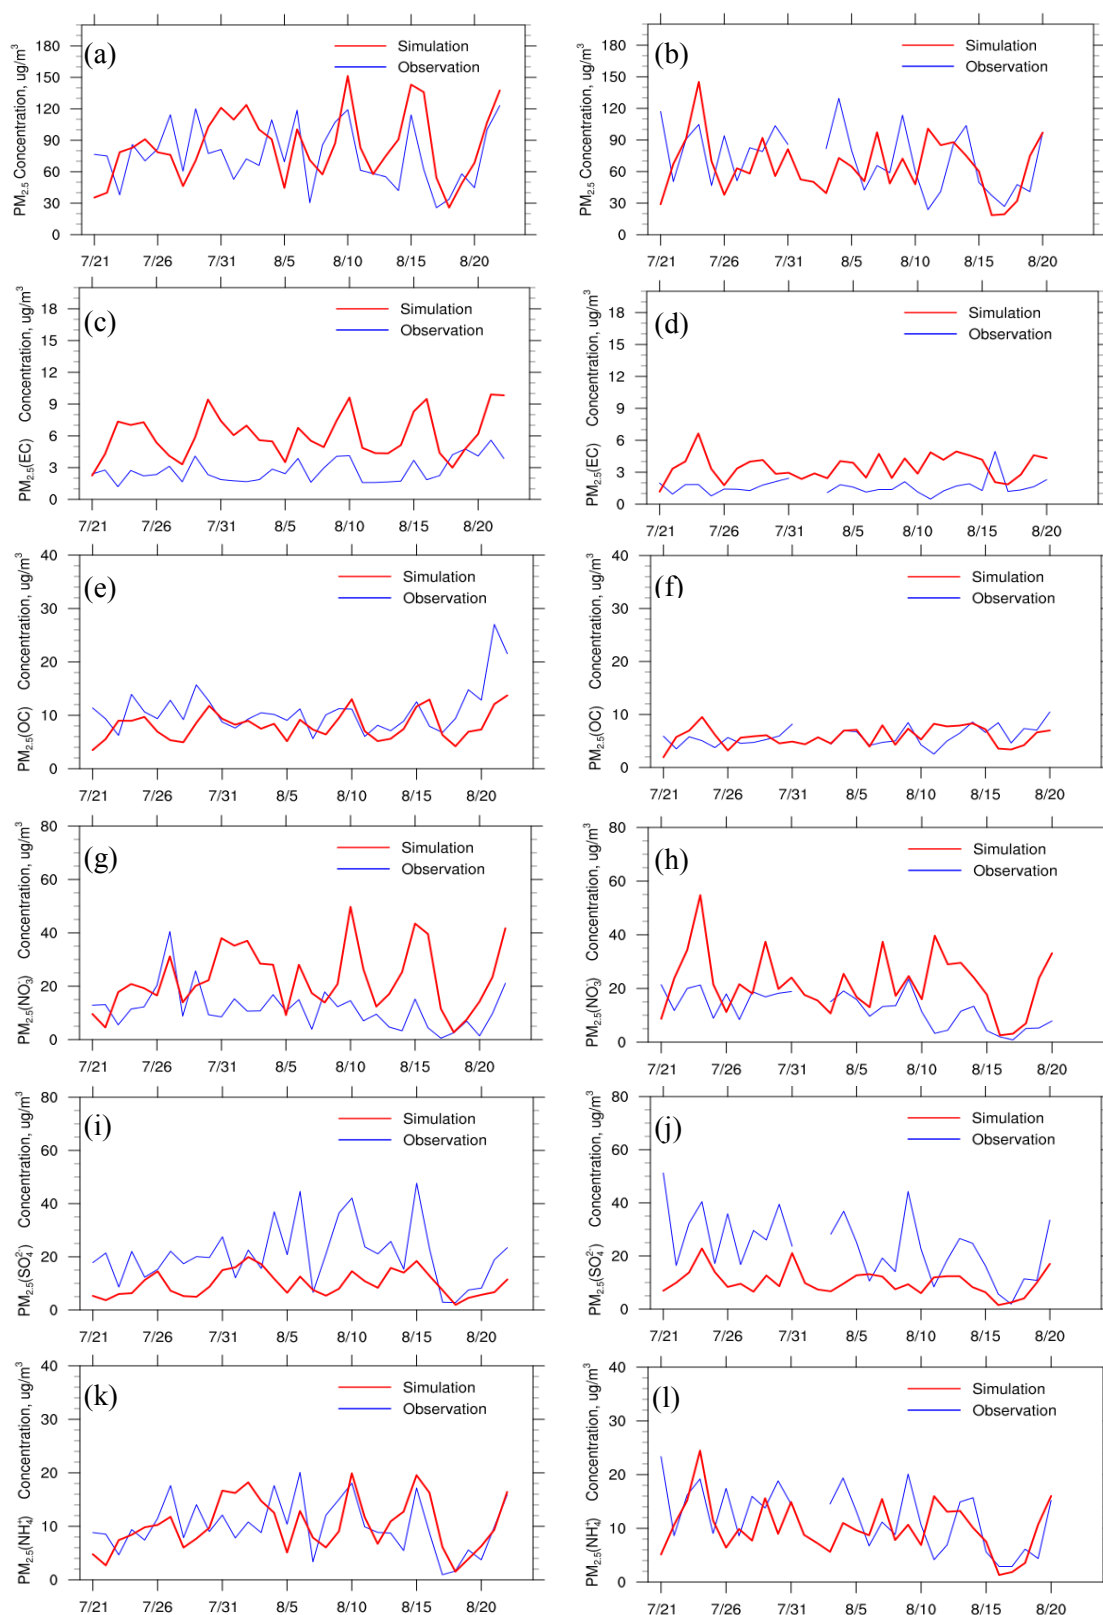 (a)
PM2.5 Concentration, ug/m3
180
150
120
90
60
30
0
Simulation
Observation
7/21 7/26 7/31 8/5 8/10 8/15 8/20
(b)
PM2.5 Concentration, ug/m3
180
150
120
90
60
30
0
Simulation
Observation
7/21 7/26 7/31 8/5 8/10 8/15 8/20
(c)
PM2.5(EC) Concentration, ug/m3
18
15
12
9
6
3
0
Simulation
Observation
7/21 7/26 7/31 8/5 8/10 8/15 8/20
(d)
PM2.5(EC) Concentration, ug/m3
18
15
12
9
6
3
0
Simulation
Observation
7/21 7/26 7/31 8/5 8/10 8/15 8/20
(e)
PM2.5(OC) Concentration, ug/m3
40
30
20
10
0
Simulation
Observation
7/21 7/26 7/31 8/5 8/10 8/15 8/20
(f)
PM2.5(OC) Concentration, ug/m3
40
30
20
10
0
Simulation
Observation
7/21 7/26 7/31 8/5 8/10 8/15 8/20
(g)
PM2.5(NO3-) Concentration, ug/m3
80
60
40
20
0
Simulation
Observation
7/21 7/26 7/31 8/5 8/10 8/15 8/20
(h)
PM2.5(NO3-) Concentration, ug/m3
80
60
40
20
0
Simulation
Observation
7/21 7/26 7/31 8/5 8/10 8/15 8/20
(i)
PM2.5(SO4 2-) Concentration, ug/m3
80
60
40
20
0
Simulation
Observation
7/21 7/26 7/31 8/5 8/10 8/15 8/20
(j)
PM2.5(SO4 2-) Concentration, ug/m3
80
60
40
20
0
Simulation
Observation
7/21 7/26 7/31 8/5 8/10 8/15 8/20
(k)
PM2.5(NH4+) Concentration, ug/m3
40
30
20
10
0
Simulation
Observation
7/21 7/26 7/31 8/5 8/10 8/15 8/20
(l)
PM2.5(NH4+) Concentration, ug/m3
40
30
20
10
0
Simulation
Observation
7/21 7/26 7/31 8/5 8/10 8/15 8/20